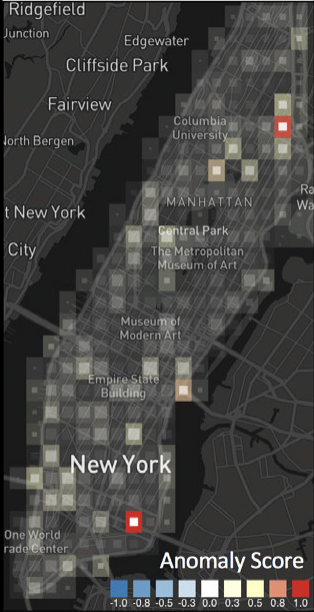 Ridgefield
Junction
Edgewater
Cliffside Park
Fairview
Columbia
University
North Bergen
MANHATTAN
Ra
Wa
t New York
Central Park
City
The Metropolitan
Museum of Art
Museum of
Modern Art
Empire State
Building
New York
One World
rade Center
Anomaly Score
-1.0 -0.8 -0.5 -0.3 0.0 0.3 0.5 0.8 1.0